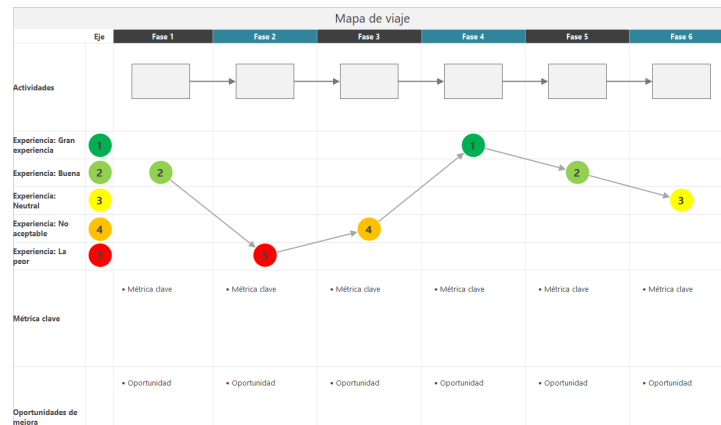 Mapa de viaje
Eje Fase 1 Fase 2 Fase 3 Fase 4 Fase 5 Fase 6
Actividades
Experiencia: Gran
experiencia
1 1
Experiencia: Buena
2 2 2
Experiencia:
Neutral
3 3
Experiencia: No
aceptable
4 4
Experiencia: La
peor
5 5
• Métrica clave • Métrica clave • Métrica clave • Métrica clave • Métrica clave • Métrica clave
Métrica clave
• Oportunidad • Oportunidad • Oportunidad • Oportunidad • Oportunidad • Oportunidad
Oportunidades de
mejora